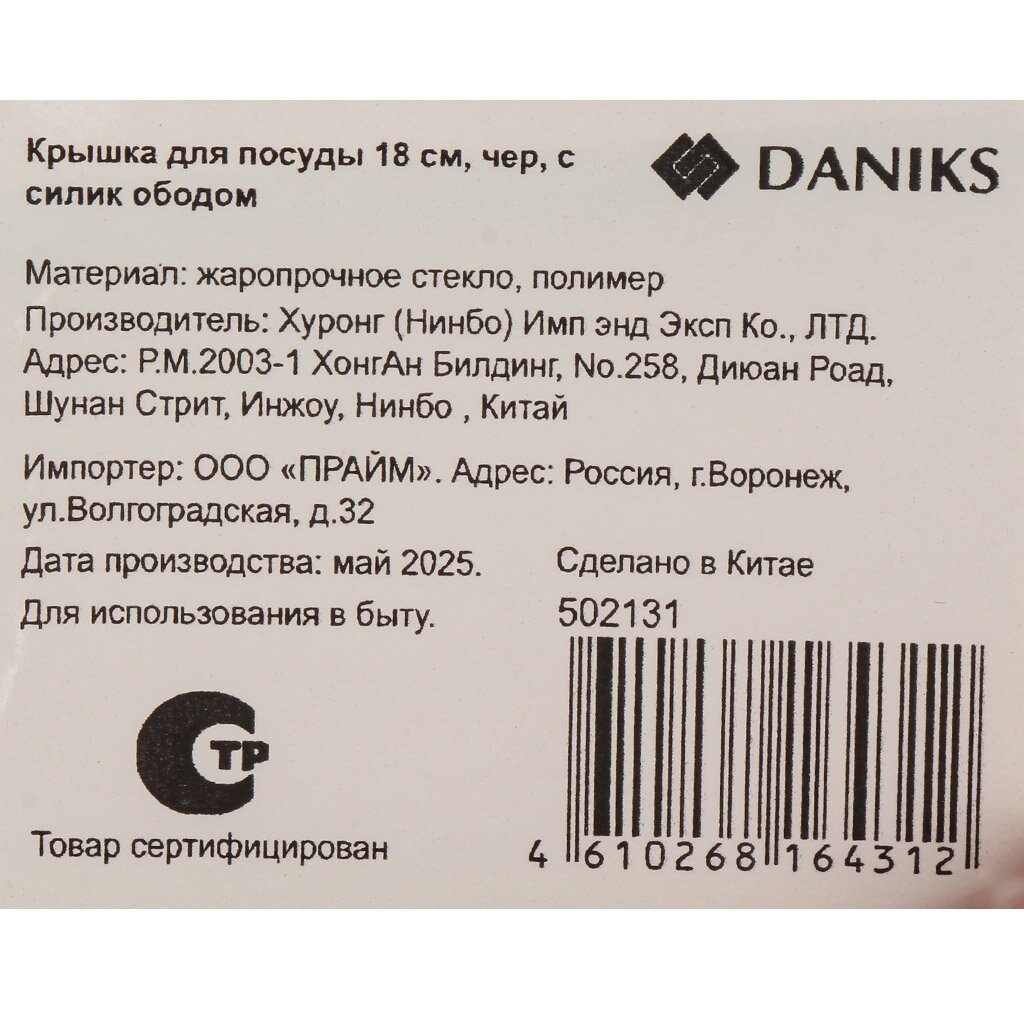 Крышка для посуды 18 см, чер, с
силик ободом
DANIKS
Материал: жаропрочное стекло, полимер
Производитель: Хуронг (Нинбо) Имп энд Эксп Ко., ЛТД.
Адрес: Р.М.2003-1 ХонгАн Билдинг, No.258, Диюан Роад,
Шунан Стрит, Инжоу, Нинбо , Китай
Импортер: ООО «ПРАЙМ». Адрес: Россия, г.Воронеж,
ул.Волгоградская, д.32
Дата производства: май 2025.
Сделано в Китае
Для использования в быту.
502131
СТР
Товар сертифицирован
4 610268 164312